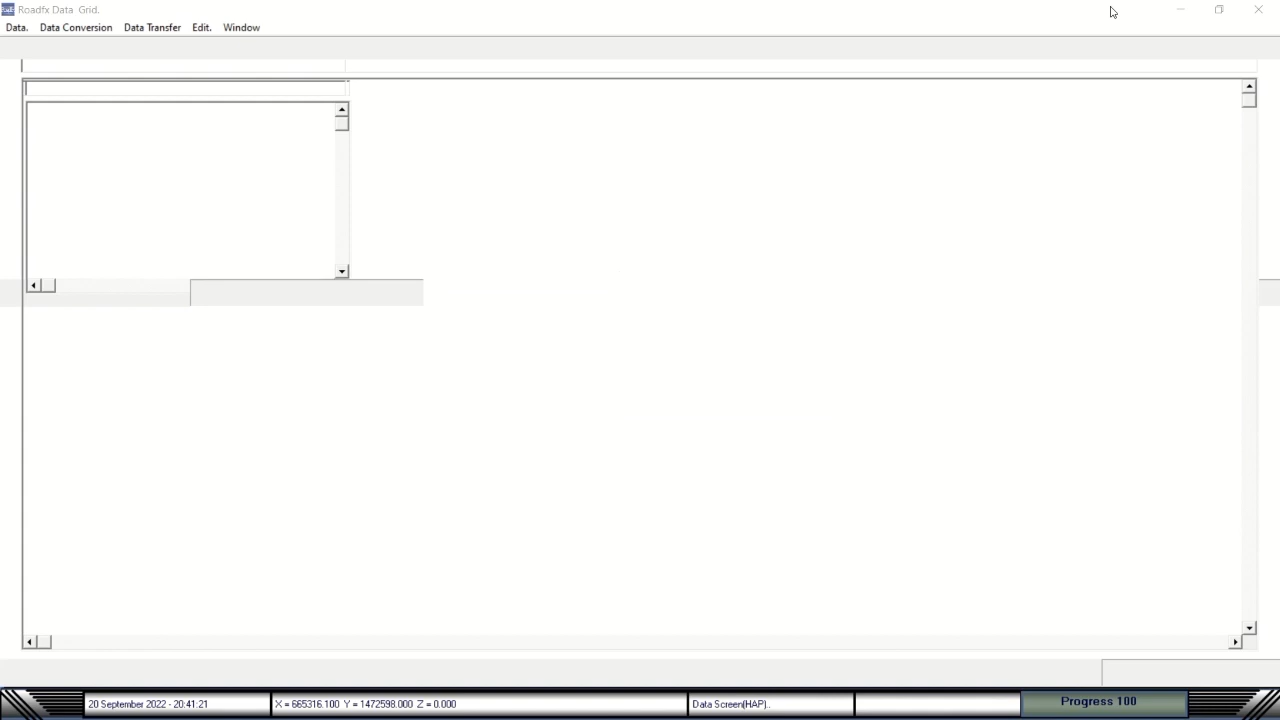 Roadfx Data Grid.
Data. Data Conversion Data Transfer Edit. Window
20 September 2022 - 20:41:21 X = 665316.100 Y = 1472598.000 Z = 0.000 Data Screen(HAP).. Progress 100